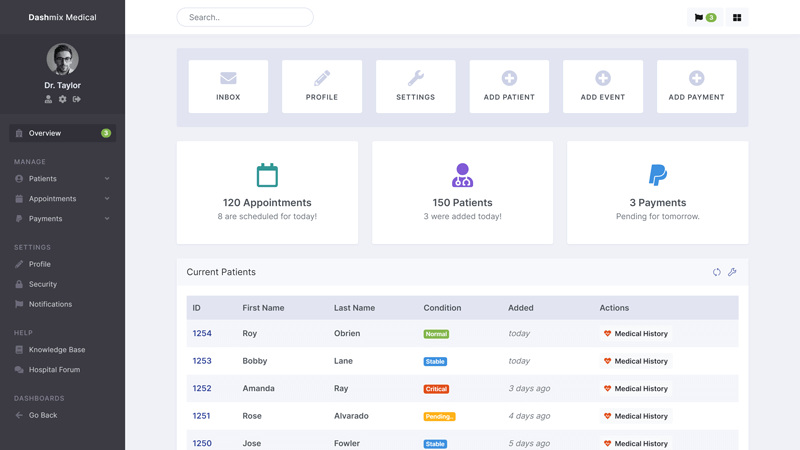 Dashmix Medical
Search..
3
Dr. Taylor
Overview 3
MANAGE
Patients
Appointments
Payments
SETTINGS
Profile
Security
Notifications
HELP
Knowledge Base
Hospital Forum
DASHBOARDS
Go Back
INBOX PROFILE SETTINGS ADD PATIENT ADD EVENT ADD PAYMENT
120 Appointments
8 are scheduled for today!
150 Patients
3 were added today!
3 Payments
Pending for tomorrow.
Current Patients
ID First Name Last Name Condition Added Actions
1254 Roy Obrien Normal today Medical History
1253 Bobby Lane Stable today Medical History
1252 Amanda Ray Critical 3 days ago Medical History
1251 Rose Alvarado Pending.. 4 days ago Medical History
1250 Jose Fowler Stable 5 days ago Medical History